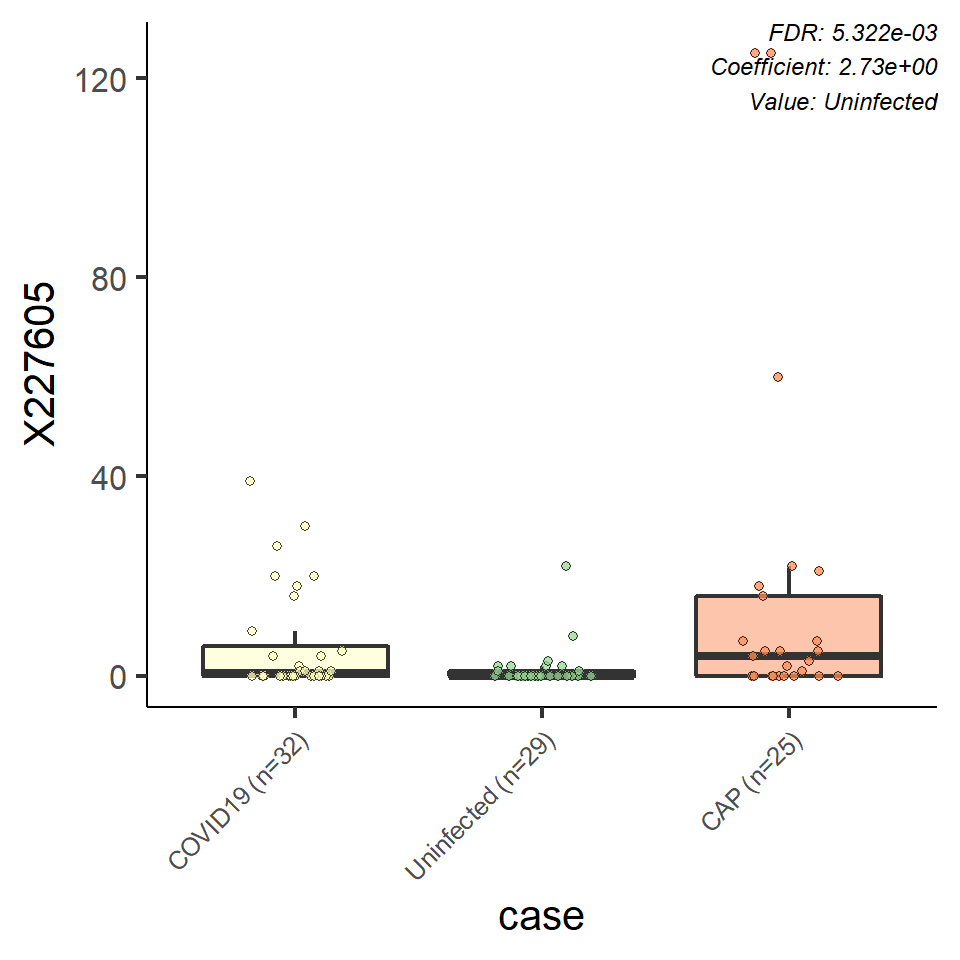 FDR: 5.322e-03
Coefficient: 2.73e+00
Value: Uninfected
120
80
40
0
X227605
COVID19 (n=32)
Uninfected (n=29)
CAP (n=25)
case